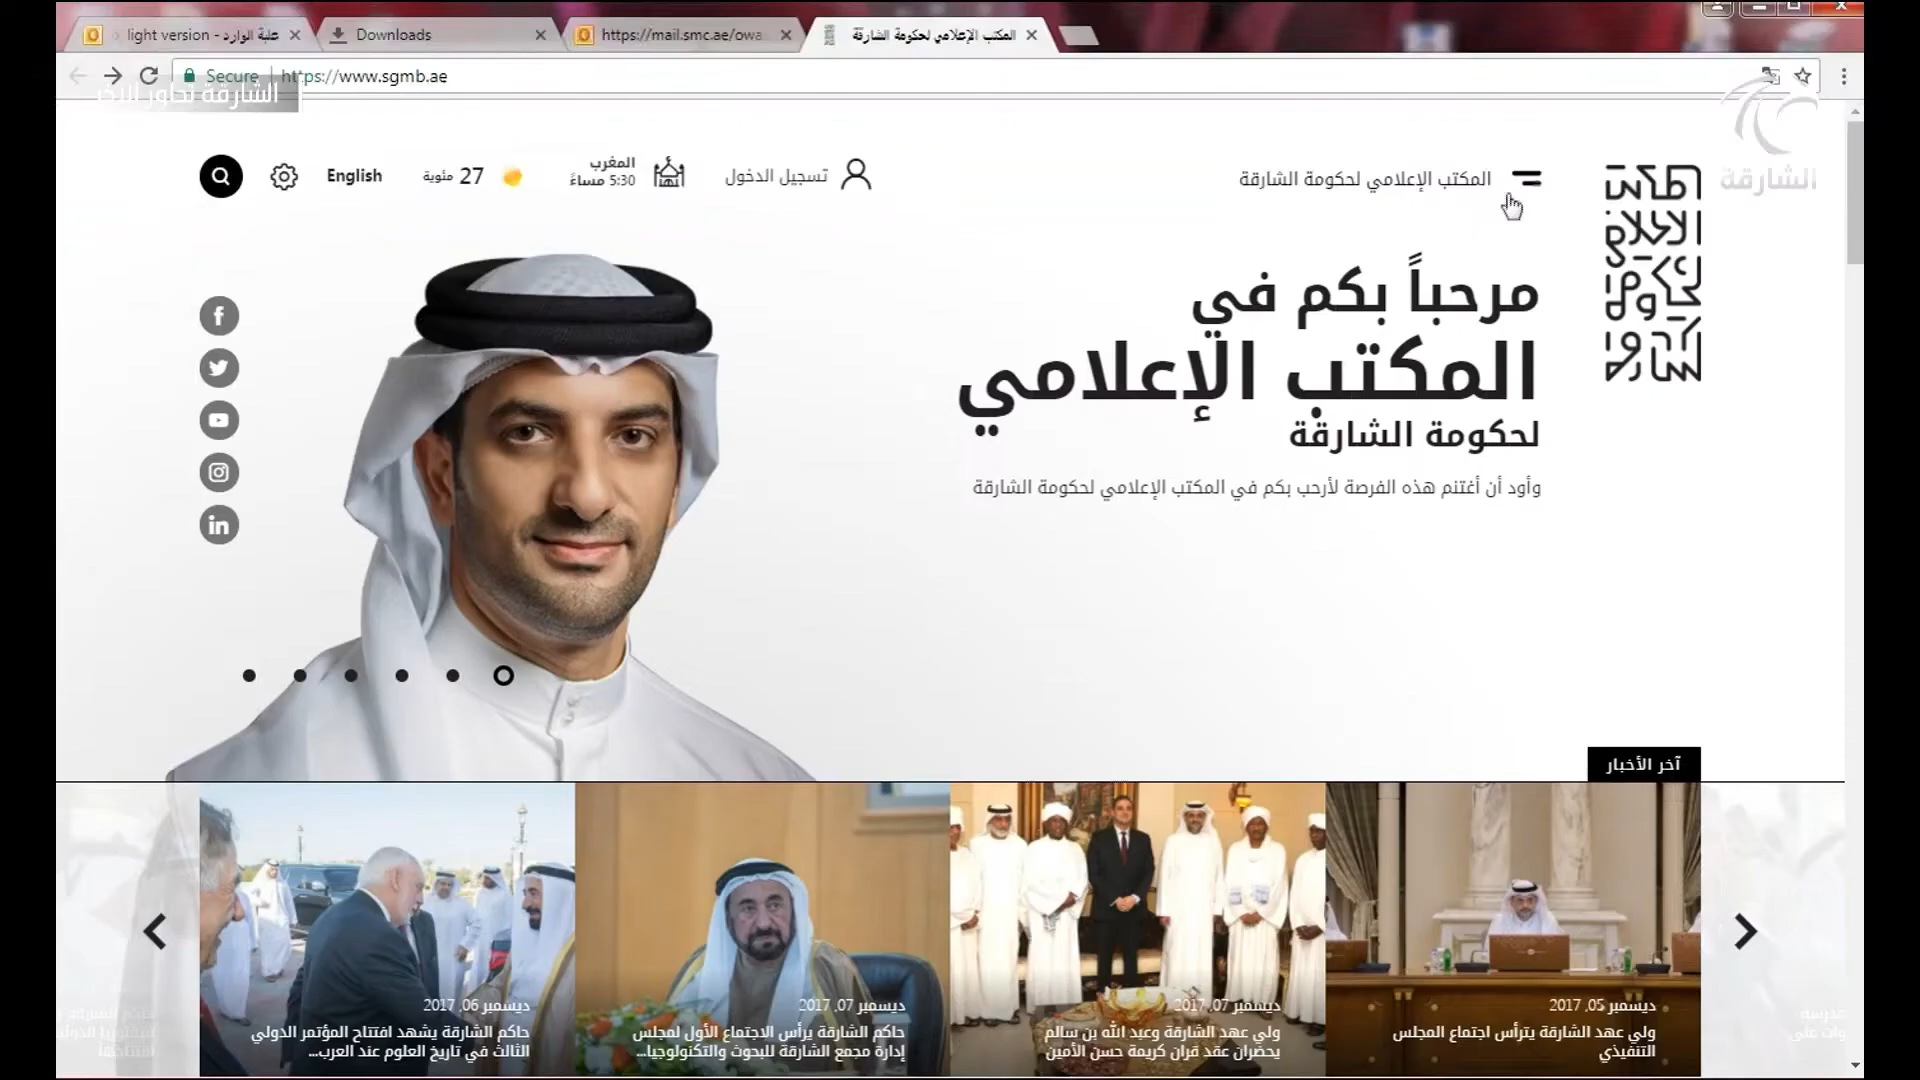 light version - علبة الوارد
Downloads
https://mail.smc.ae/owa
المكتب الإعلامي لحكومة الشارقة
Secure
https://www.sgmb.ae
الشارقة تحاور
الشارقة
المكتب الإعلامي لحكومة الشارقة
تسجيل الدخول
المغرب
5:30 مساءً
27 مئوية
English
مرحباً بكم في
المكتب الإعلامي
لحكومة الشارقة
وأود أن أغتنم هذه الفرصة لأرحب بكم في المكتب الإعلامي لحكومة الشارقة
آخر الأخبار
ديسمبر 05, 2017
ولي عهد الشارقة يترأس اجتماع المجلس
التنفيذي
ديسمبر 07, 2017
ولي عهد الشارقة وعبد الله بن سالم
يحضران عقد قران كريمة حسن الأمين
ديسمبر 07, 2017
حاكم الشارقة يرأس الاجتماع الأول لمجلس
إدارة مجمع الشارقة للبحوث والتكنولوجيا...
ديسمبر 06, 2017
حاكم الشارقة يشهد افتتاح المؤتمر الدولي
الثالث في تاريخ العلوم عند العرب...